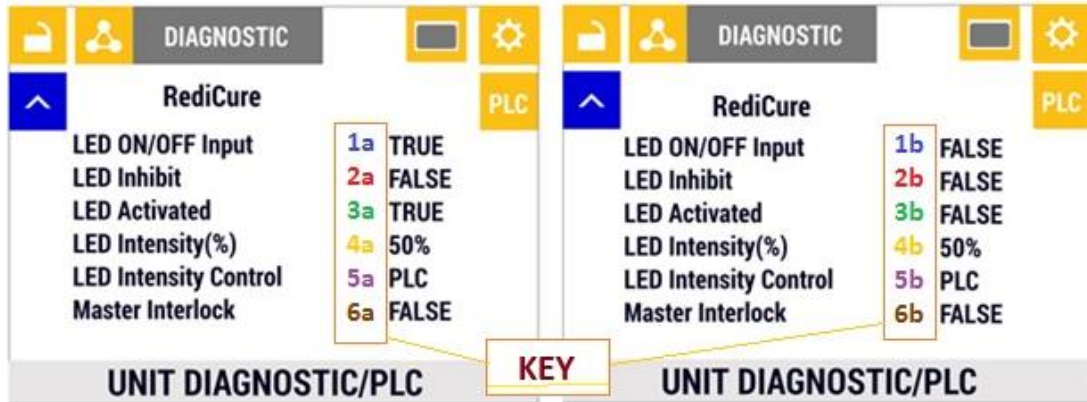 DIAGNOSTIC
RediCure
PLC
LED ON/OFF Input 1a TRUE
LED Inhibit 2a FALSE
LED Activated 3a TRUE
LED Intensity(%) 4a 50%
LED Intensity Control 5a PLC
Master Interlock 6a FALSE
UNIT DIAGNOSTIC/PLC
DIAGNOSTIC
RediCure
PLC
LED ON/OFF Input 1b FALSE
LED Inhibit 2b FALSE
LED Activated 3b FALSE
LED Intensity(%) 4b 50%
LED Intensity Control 5b PLC
Master Interlock 6b FALSE
UNIT DIAGNOSTIC/PLC
KEY